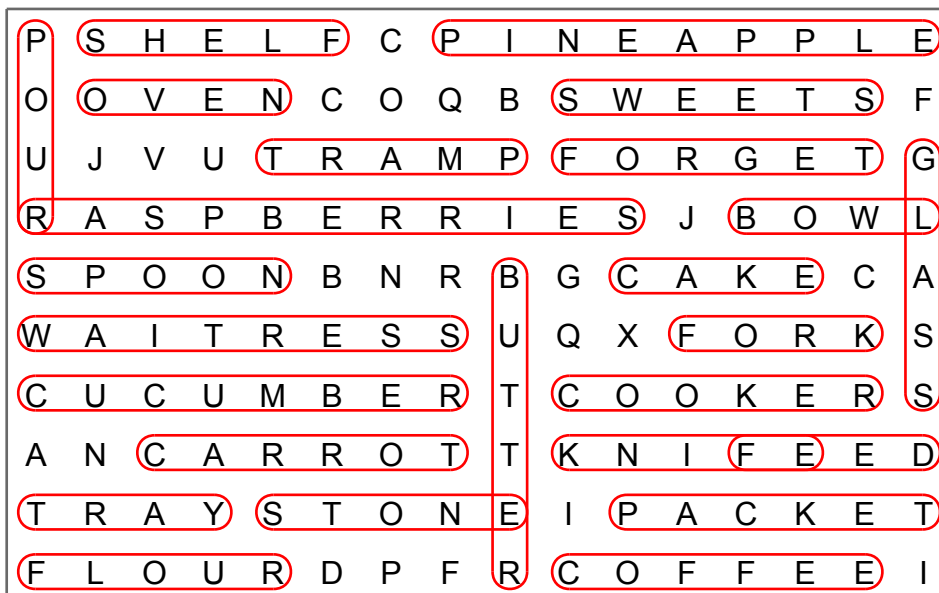 P S H E L F C P I N E A P P L E
O O V E N C O Q B S W E E T S F
U J V U T R A M P F O R G E T G
R A S P B E R R I E S J B O W L
S P O O N B N R B G C A K E C A
W A I T R E S S U Q X F O R K S
C U C U M B E R T C O O K E R S
A N C A R R O T T K N I F E E D
T R A Y S T O N E I P A C K E T
F L O U R D P F R C O F F E E I